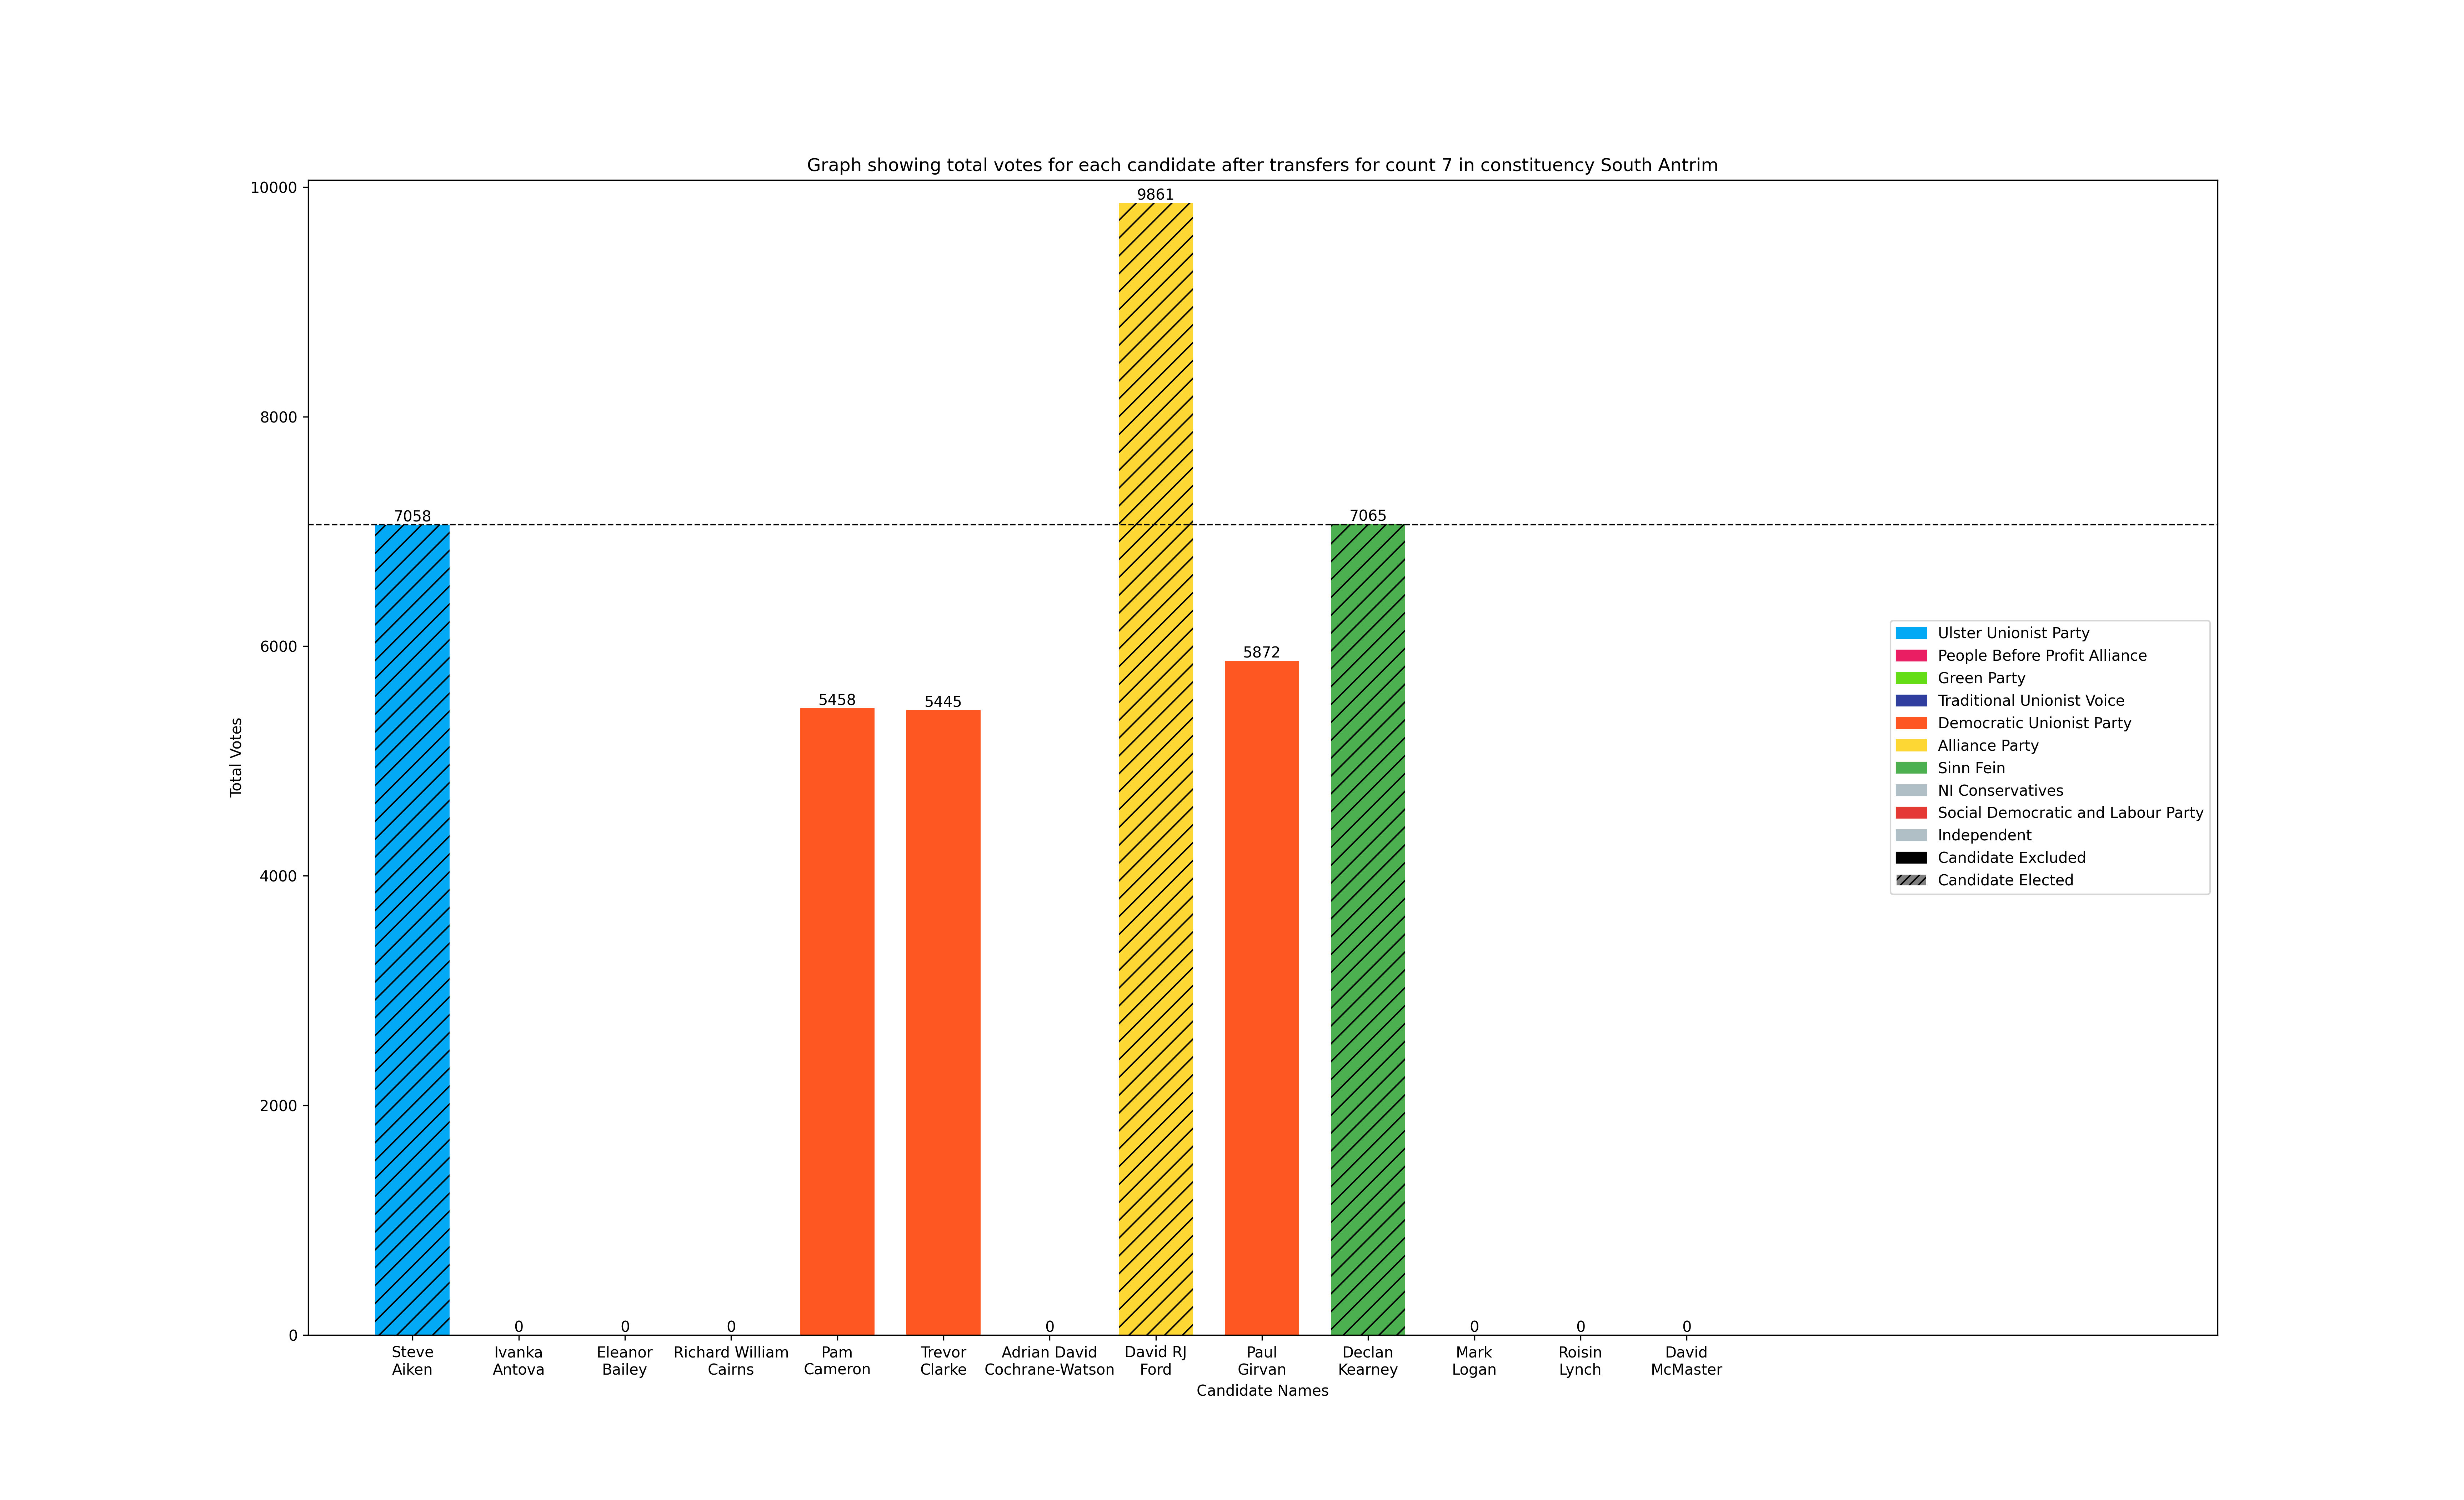 Graph showing total votes for each candidate after transfers for count 7 in constituency South Antrim
10000
8000
6000
4000
2000
0
Total Votes
7058
0
0
0
5458
5445
0
9861
5872
7065
0
0
0
Steve
Aiken
Ivanka
Antova
Eleanor
Bailey
Richard William
Cairns
Pam
Cameron
Trevor
Clarke
Adrian David
Cochrane-Watson
David RJ
Ford
Paul
Girvan
Declan
Kearney
Mark
Logan
Roisin
Lynch
David
McMaster
Candidate Names
Ulster Unionist Party
People Before Profit Alliance
Green Party
Traditional Unionist Voice
Democratic Unionist Party
Alliance Party
Sinn Fein
NI Conservatives
Social Democratic and Labour Party
Independent
Candidate Excluded
Candidate Elected